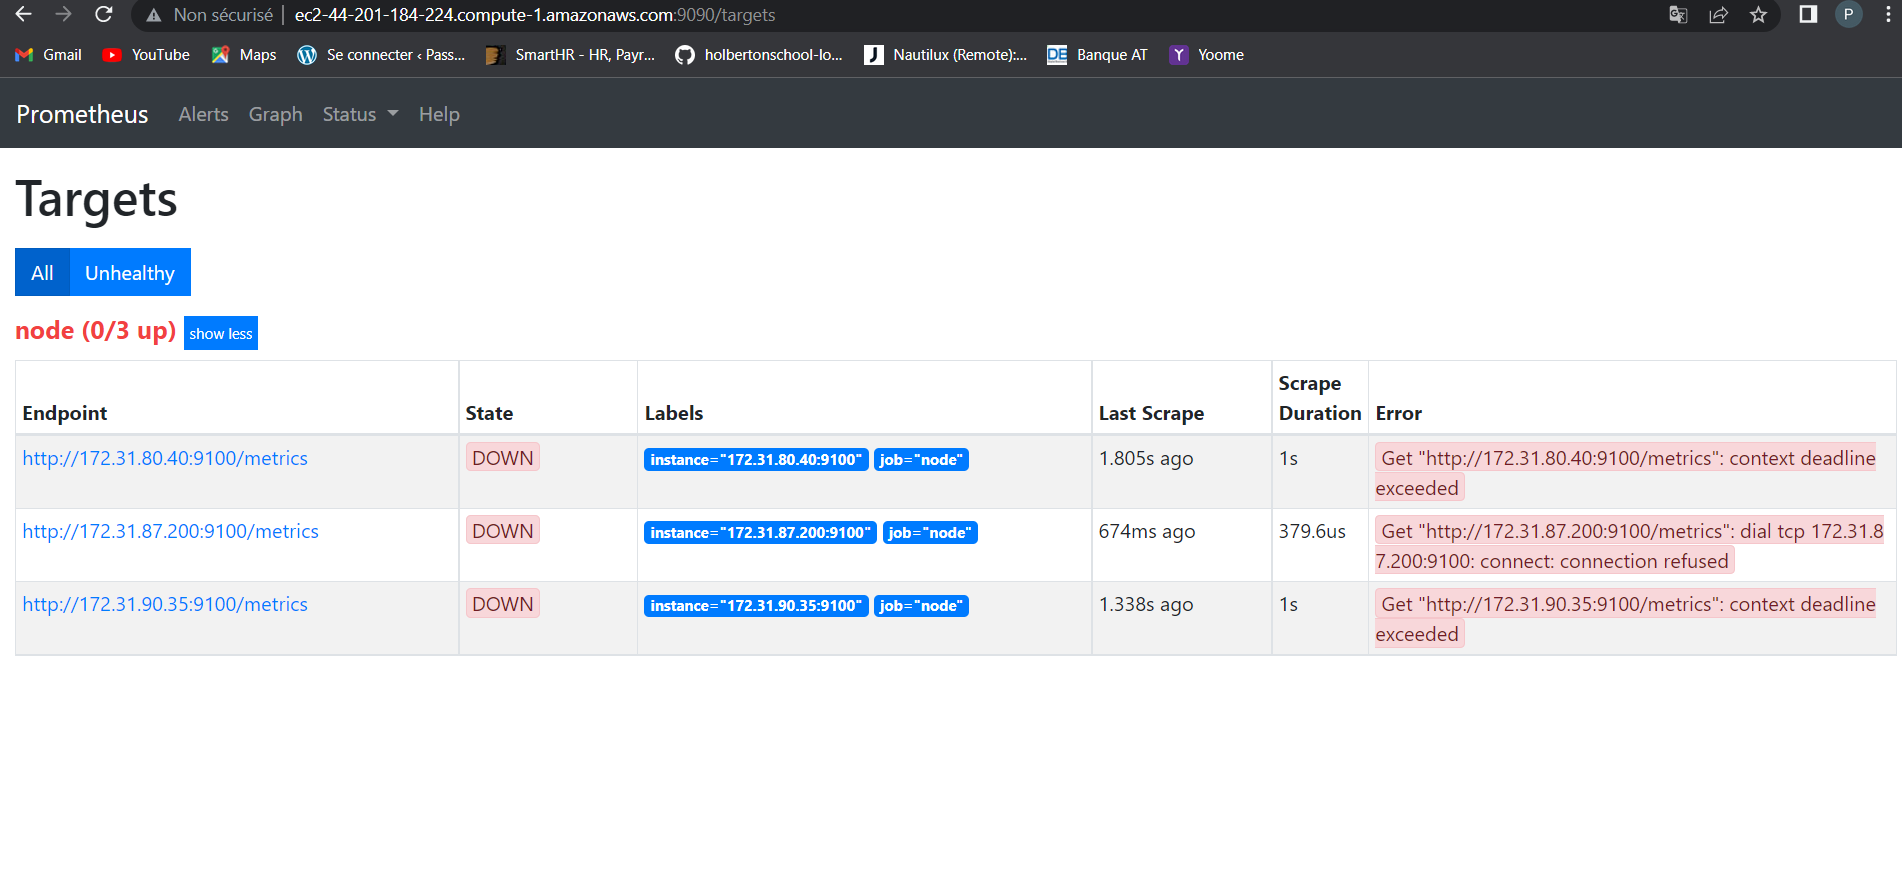 Non sécurisé ec2-44-201-184-224.compute-1.amazonaws.com:9090/targets P
Gmail YouTube Maps Se connecter ‹ Pass... SmartHR - HR, Payr... holbertonschool-lo... Nautilux (Remote):... Banque AT Yoome
Prometheus Alerts Graph Status Help
Targets
All Unhealthy
node (0/3 up) show less
Endpoint State Labels Last Scrape Scrape Duration Error
http://172.31.80.40:9100/metrics DOWN instance="172.31.80.40:9100" job="node" 1.805s ago 1s Get "http://172.31.80.40:9100/metrics": context deadline
exceeded
http://172.31.87.200:9100/metrics DOWN instance="172.31.87.200:9100" job="node" 674ms ago 379.6us Get "http://172.31.87.200:9100/metrics": dial tcp 172.31.8
7.200:9100: connect: connection refused
http://172.31.90.35:9100/metrics DOWN instance="172.31.90.35:9100" job="node" 1.338s ago 1s Get "http://172.31.90.35:9100/metrics": context deadline
exceeded